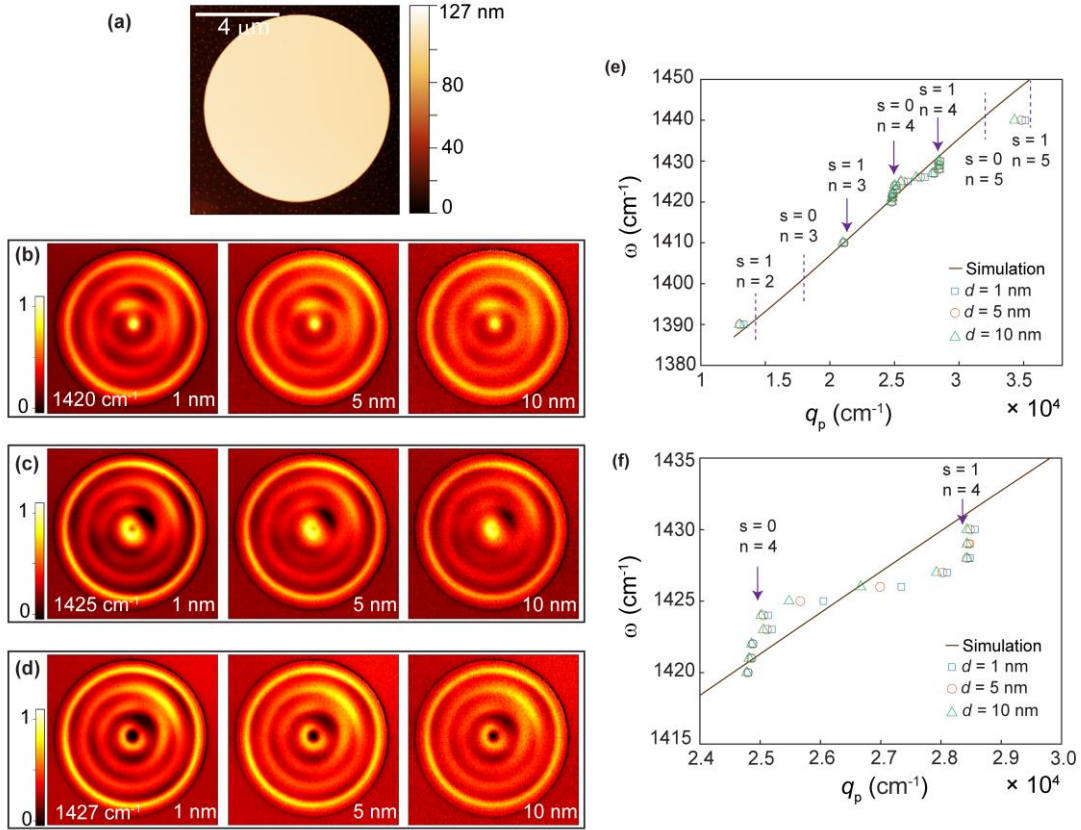 (a)
4 μm
127 nm
80
40
0
(b)
1
0
1420 cm⁻¹
1 nm
5 nm
10 nm
(c)
1
0
1425 cm⁻¹
1 nm
5 nm
10 nm
(d)
1
0
1427 cm⁻¹
1 nm
5 nm
10 nm
(e)
1450
1440
1430
1420
1410
1400
1390
1380
ω (cm⁻¹)
s = 1
n = 2
s = 0
n = 3
s = 1
n = 3
s = 0
n = 4
s = 1
n = 4
s = 0
n = 5
s = 1
n = 5
Simulation
d = 1 nm
d = 5 nm
d = 10 nm
1 1.5 2 2.5 3 3.5
qₚ (cm⁻¹)
× 10⁴
(f)
1435
1430
1425
1420
1415
1410
ω (cm⁻¹)
s = 0
n = 4
s = 1
n = 4
Simulation
d = 1 nm
d = 5 nm
d = 10 nm
2.4 2.5 2.6 2.7 2.8 2.9 3.0
qₚ (cm⁻¹)
× 10⁴